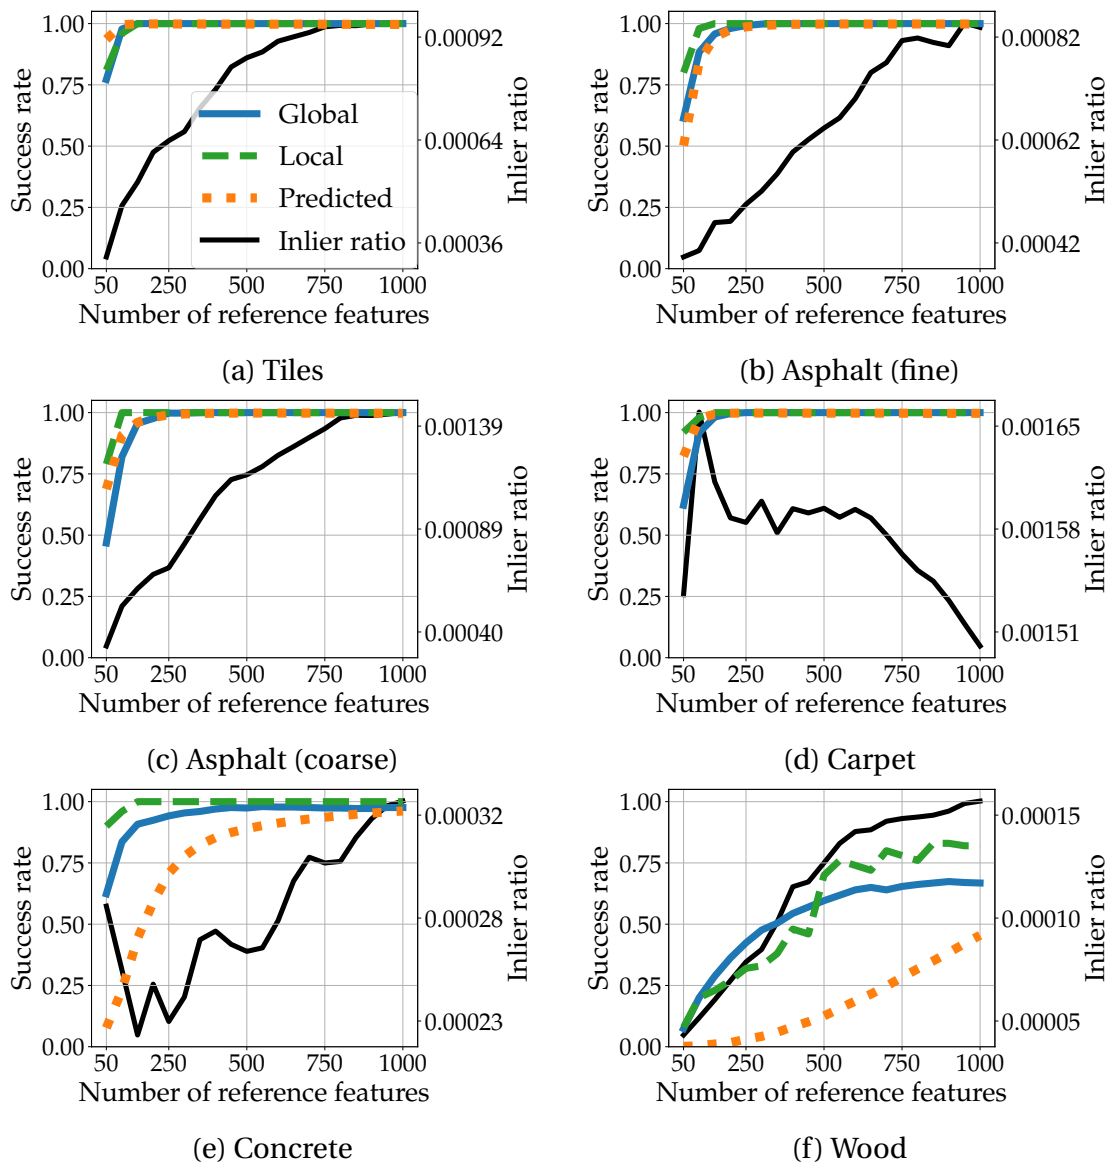 1.00
0.75
0.50
0.25
0.00
Success rate
Global
Local
Predicted
Inlier ratio
0.00092
0.00064
0.00036
Inlier ratio
50 250 500 750 1000
Number of reference features
(a) Tiles
1.00
0.75
0.50
0.25
0.00
Success rate
0.00082
0.00062
0.00042
Inlier ratio
50 250 500 750 1000
Number of reference features
(b) Asphalt (fine)
1.00
0.75
0.50
0.25
0.00
Success rate
0.00139
0.00089
0.00040
Inlier ratio
50 250 500 750 1000
Number of reference features
(c) Asphalt (coarse)
1.00
0.75
0.50
0.25
0.00
Success rate
0.00165
0.00158
0.00151
Inlier ratio
50 250 500 750 1000
Number of reference features
(d) Carpet
1.00
0.75
0.50
0.25
0.00
Success rate
0.00032
0.00028
0.00023
Inlier ratio
50 250 500 750 1000
Number of reference features
(e) Concrete
1.00
0.75
0.50
0.25
0.00
Success rate
0.00015
0.00010
0.00005
Inlier ratio
50 250 500 750 1000
Number of reference features
(f) Wood